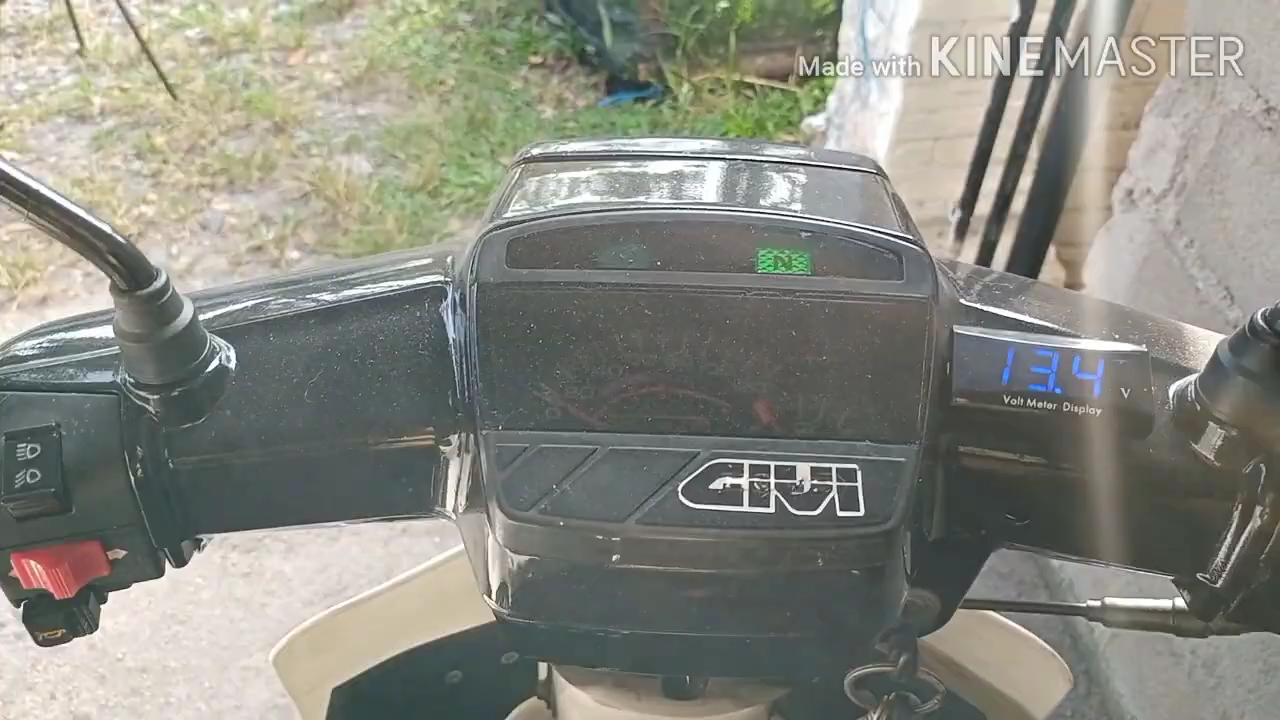 Made with KINEMASTER
N
13.4 V
Volt Meter Display
GIVI